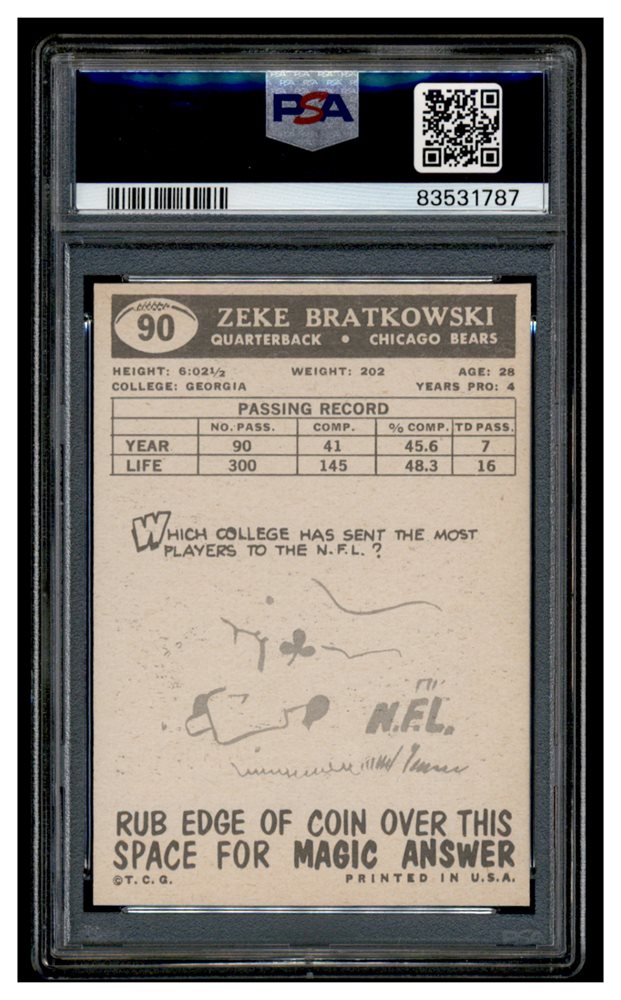 PSA
83531787
90
ZEKE BRATKOWSKI
QUARTERBACK • CHICAGO BEARS
HEIGHT: 6:02½ WEIGHT: 202 AGE: 28
COLLEGE: GEORGIA YEARS PRO: 4
PASSING RECORD
NO. PASS. COMP. % COMP. TD PASS.
YEAR 90 41 45.6 7
LIFE 300 145 48.3 16
WHICH COLLEGE HAS SENT THE MOST
PLAYERS TO THE N.F.L.?
N.F.L.
RUB EDGE OF COIN OVER THIS
SPACE FOR MAGIC ANSWER
©T.C.G. PRINTED IN U.S.A.
PSA